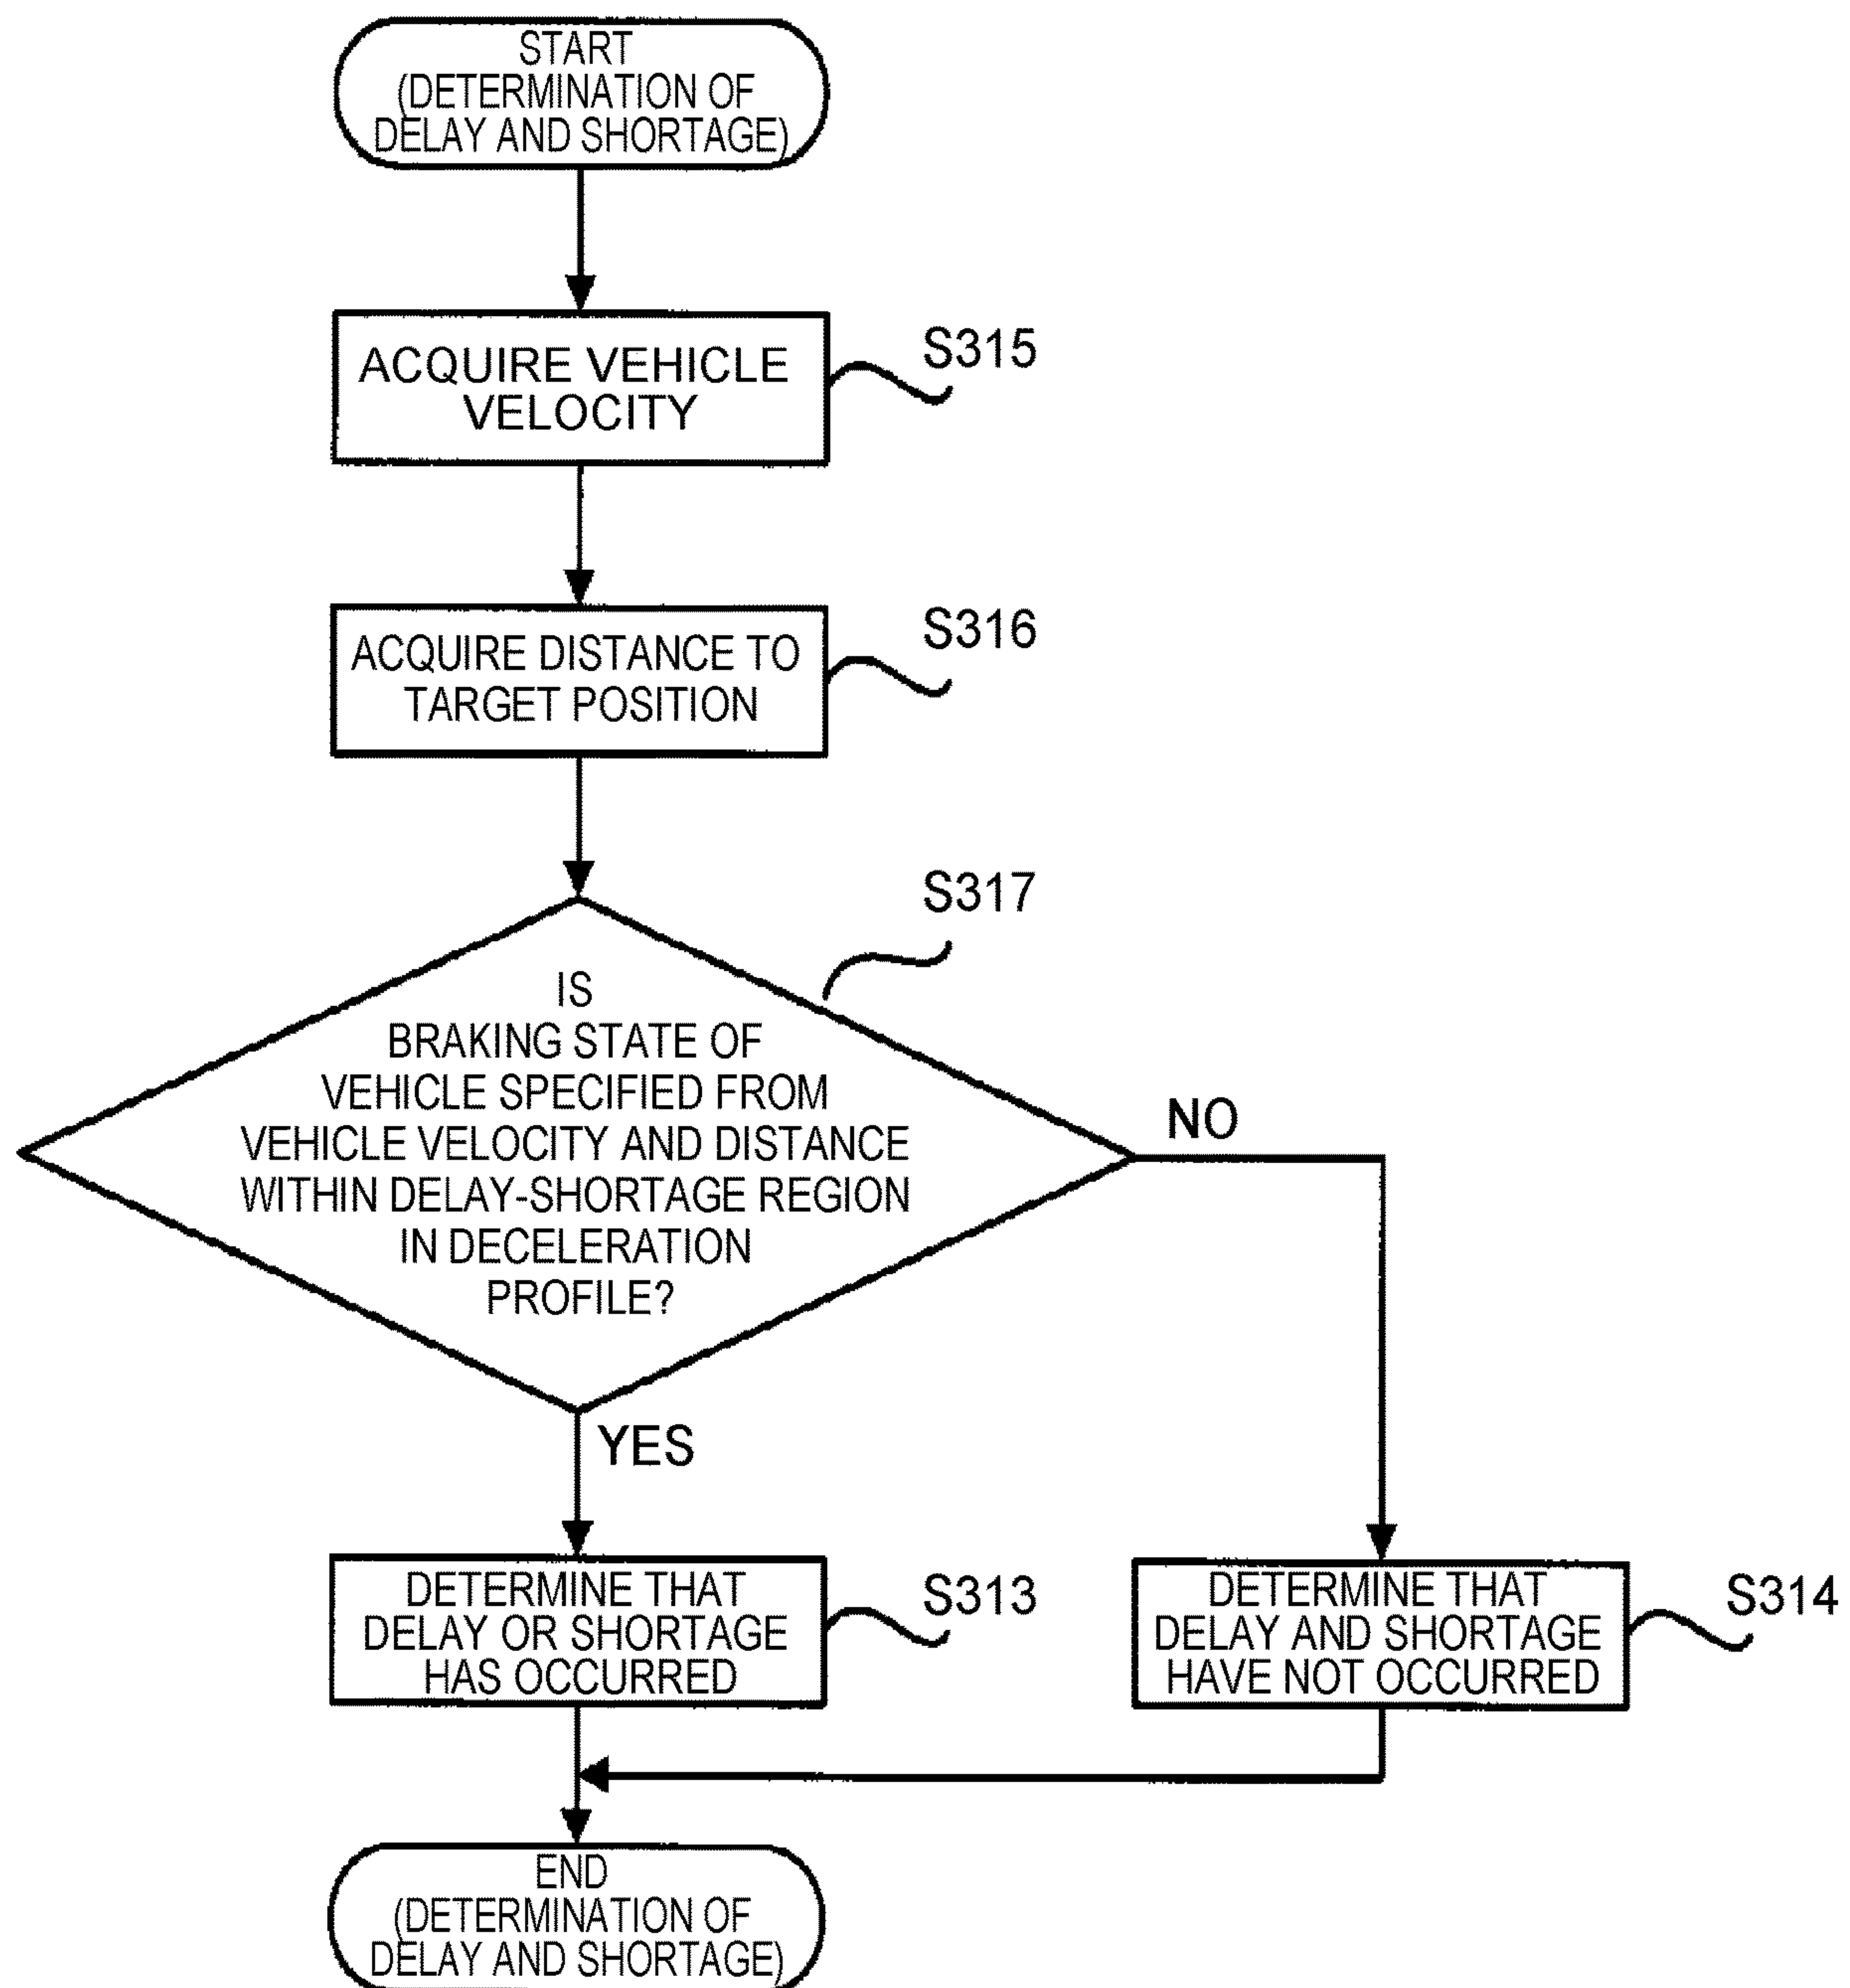 START
(DETERMINATION OF
DELAY AND SHORTAGE)
ACQUIRE VEHICLE
VELOCITY
S315
ACQUIRE DISTANCE TO
TARGET POSITION
S316
S317
IS
BRAKING STATE OF
VEHICLE SPECIFIED FROM
VEHICLE VELOCITY AND DISTANCE
WITHIN DELAY-SHORTAGE REGION
IN DECELERATION
PROFILE?
NO
YES
DETERMINE THAT
DELAY OR SHORTAGE
HAS OCCURRED
S313
DETERMINE THAT
DELAY AND SHORTAGE
HAVE NOT OCCURRED
S314
END
(DETERMINATION OF
DELAY AND SHORTAGE)